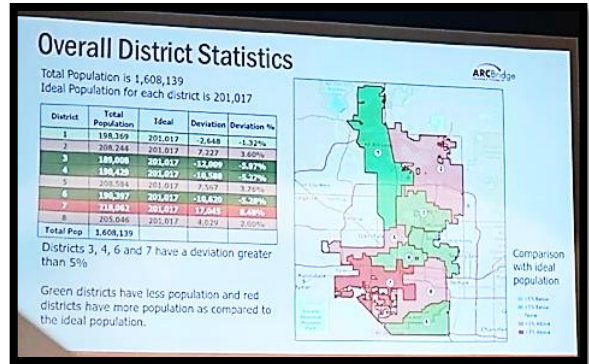 Overall District Statistics
ARCBridge
Total Population is 1,608,139
Ideal Population for each district is 201,017
District Total Population Ideal Deviation Deviation %
1 198,369 201,017 -2,648 -1.32%
2 208,244 201,017 7,227 3.60%
3 189,008 201,017 -12,009 -5.97%
4 190,429 201,017 -10,588 -5.27%
5 208,584 201,017 7,567 3.76%
6 190,397 201,017 -10,620 -5.28%
7 218,062 201,017 17,045 8.48%
8 205,046 201,017 4,029 2.00%
Total Pop 1,608,139
Districts 3, 4, 6 and 7 have a deviation greater
than 5%
Green districts have less population and red
districts have more population as compared to
the ideal population.
Comparison
with ideal
population